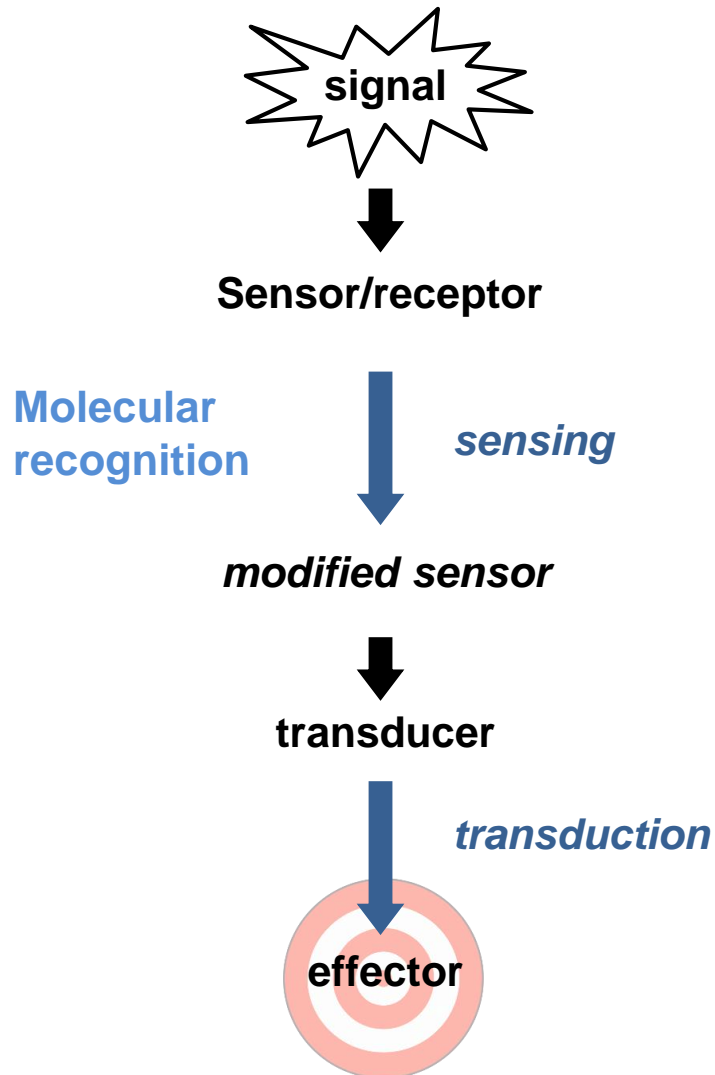 signal
Sensor/receptor
Molecular
recognition
sensing
modified sensor
transducer
transduction
effector